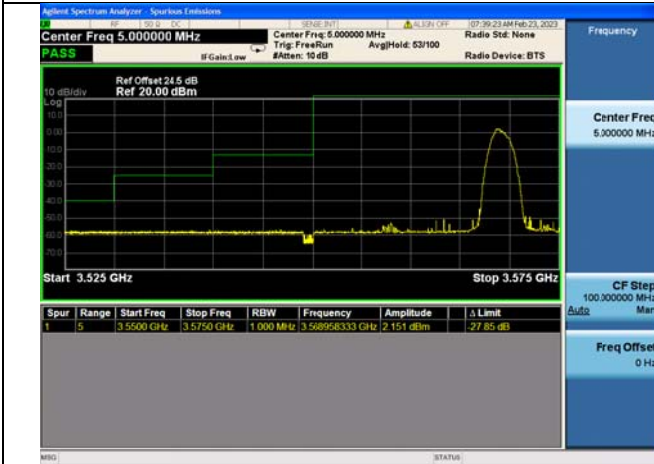 Agilent Spectrum Analyzer - Spurious Emissions
RF 50 Ω DC SENSE:INT ALIGN OFF 07:39:23 AM Feb 23, 2023
Center Freq 5.000000 MHz
Center Freq: 5.000000 MHz Radio Std: None
Trig: FreeRun Avg|Hold: 53/100
PASS IFGain:Low #Atten: 10 dB Radio Device: BTS
Ref Offset 24.5 dB
10 dB/div Ref 20.00 dBm
Log
10.0
0.00
10.0
20.0
30.0
40.0
50.0
60.0
70.0
Start 3.525 GHz Stop 3.575 GHz
Spur Range Start Freq Stop Freq RBW Frequency Amplitude Δ Limit
1 5 3.5500 GHz 3.5750 GHz 1.000 MHz 3.568958333 GHz 2.151 dBm -27.85 dB
MSG STATUS
Frequency
Center Freq
5.000000 MHz
CF Step
100.000000 MHz
Auto Man
Freq Offset
0 Hz